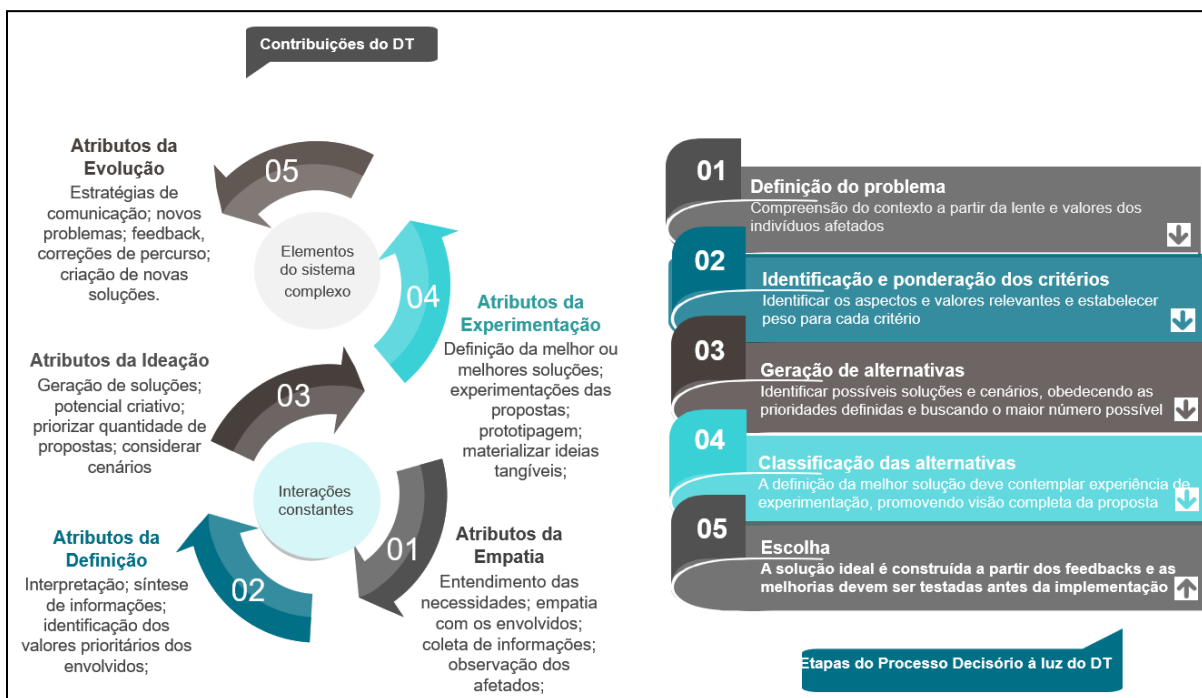 Contribuições do DT
Atributos da
Evolução
Estratégias de
comunicação; novos
problemas; feedback,
correções de percurso;
criação de novas
soluções.
05
Elementos
do sistema
complexo
04
Atributos da
Experimentação
Definição da melhor ou
melhores soluções;
experimentações das
propostas;
prototipagem;
materializar ideias
tangíveis;
Atributos da Ideação
Geração de soluções;
potencial criativo;
priorizar quantidade de
propostas; considerar
cenários
03
Interações
constantes
01
Atributos da
Empatia
Entendimento das
necessidades; empatia
com os envolvidos;
coleta de informações;
observação dos
afetados;
Atributos da
Definição
Interpretação; síntese
de informações;
identificação dos
valores prioritários dos
envolvidos;
02
01
Definição do problema
Compreensão do contexto a partir da lente e valores dos
indivíduos afetados
02
Identificação e ponderação dos critérios
Identificar os aspectos e valores relevantes e estabelecer
peso para cada critério
03
Geração de alternativas
Identificar possíveis soluções e cenários, obedecendo as
prioridades definidas e buscando o maior número possível
04
Classificação das alternativas
A definição da melhor solução deve contemplar experiência de
experimentação, promovendo visão completa da proposta
05
Escolha
A solução ideal é construída a partir dos feedbacks e as
melhorias devem ser testadas antes da implementação
Etapas do Processo Decisório à luz do DT